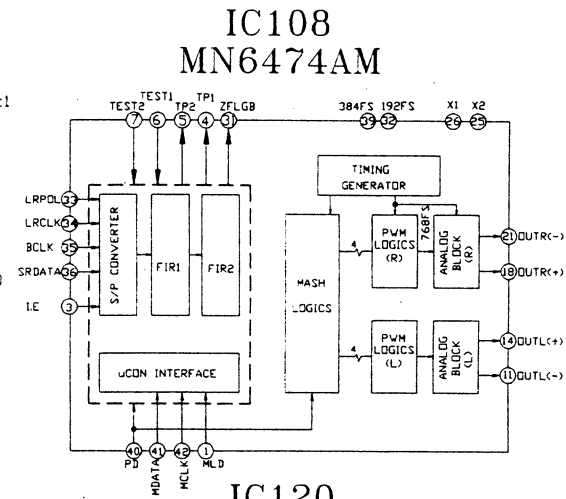 IC108
MN6474AM
TEST2
TEST1
TP2
TP1
ZFLGB
384FS
192FS
X1
X2
7
6
5
4
31
39
32
26
25
TIMING
GENERATOR
LRPOL 33
LRCLK 34
BCLK 35
SRDATA 36
I.E 3
S/P CONVERTER
FIR1
FIR2
MASH
LOGICS
4
PWM
LOGICS
(R)
768FS
ANALOG
BLOCK
(R)
21 OUTR(-)
18 OUTR(+)
4
PWM
LOGICS
(L)
ANALOG
BLOCK
(L)
14 OUTL(+)
11 OUTL(-)
uCON INTERFACE
40
41
42
1
PD
MDATA
MCLK
MLD
IC120